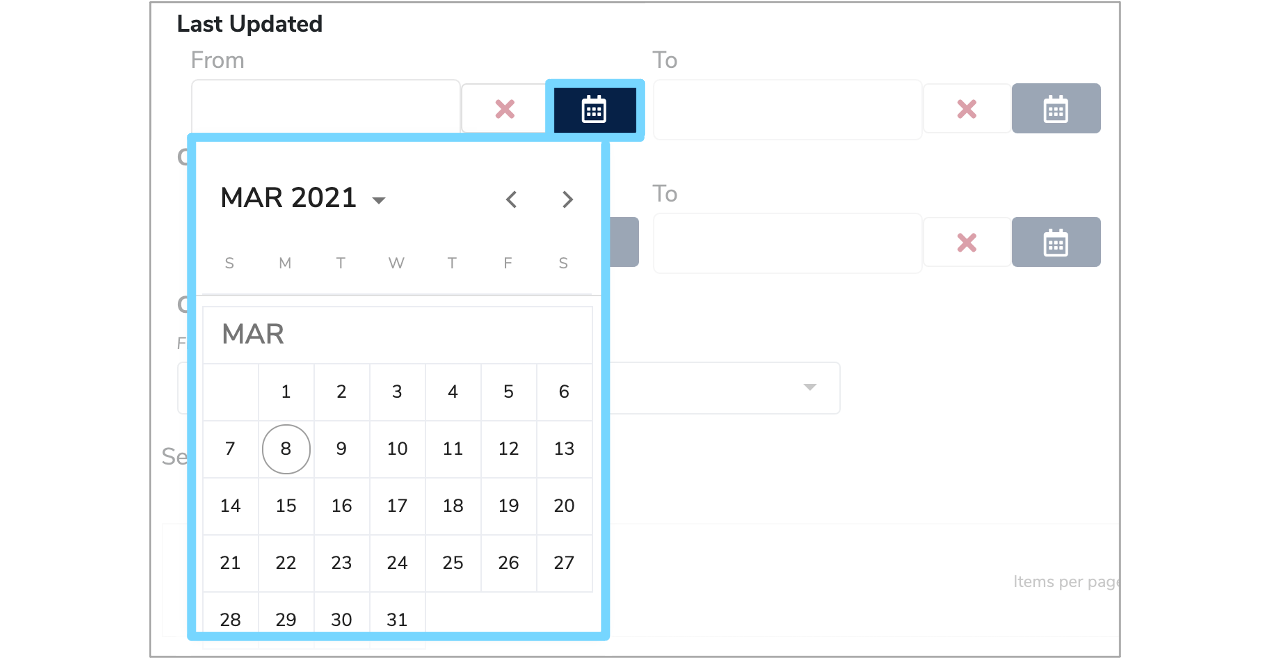 Last Updated
From To
MAR 2021
To
S M T W T F S
MAR
1 2 3 4 5 6
7 8 9 10 11 12 13
14 15 16 17 18 19 20
21 22 23 24 25 26 27
Items per page
28 29 30 31